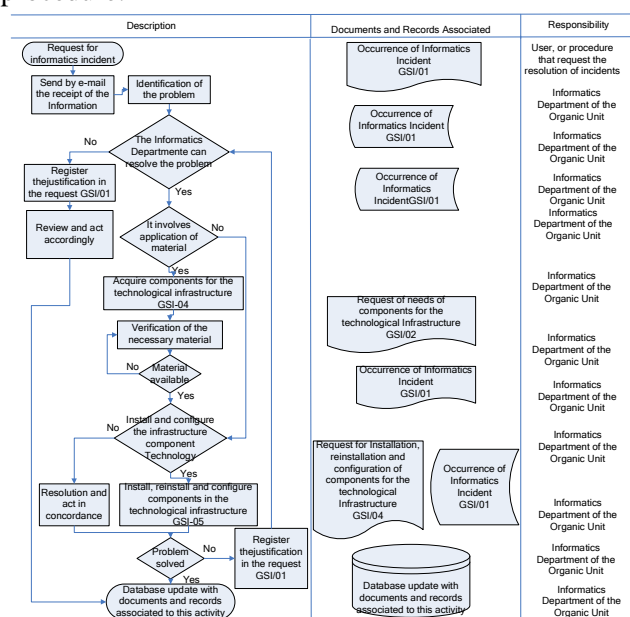 procedure.
Description
Request for
informatics incident
Send by e-mail
the receipt of the
Information
Identification of
the problem
The Informatics
Departmente can
resolve the problem
No
Yes
Register
thejustification in
the request GSI/01
Review and act
accordingly
It involves
application of
material
No
Yes
Acquire components for the
technological infrastructure
GSI-04
Verification of the
necessary material
Material
available
No
Yes
Install and configure
the infrastructure
component
Technology
No
Yes
Resolution and
act in
concordance
Install, reinstall and configure
components in the
technological infrastructure
GSI-05
Problem
solved
No
Yes
Register
thejustification
in the request
GSI/01
Database update with
documents and records
associated to this activity
Documents and Records Associated
Occurrence of Informatics
Incident
GSI/01
Occurrence of
Informatics Incident
GSI/01
Occurrence of
Informatics
IncidentGSI/01
Request of needs of
components for the
technological Infrastructure
GSI/02
Occurrence of Informatics
Incident
GSI/01
Request for Installation,
reinstallation and
configuration of
components for the
technological
Infrastructure
GSI/04
Occurrence of
Informatics
Incident
GSI/01
Database update with
documents and records
associated to this activity
Responsibility
User, or procedure
that request the
resolution of incidents
Informatics
Department of the
Organic Unit
Informatics
Department of the
Organic Unit
Informatics
Department of the
Organic Unit
Informatics
Department of the
Organic Unit
Informatics
Department of the
Organic Unit
Informatics
Department of the
Organic Unit
Informatics
Department of the
Organic Unit
Informatics
Department of the
Organic Unit
Informatics
Department of the
Organic Unit
Informatics
Department of the
Organic Unit
Informatics
Department of the
Organic Unit